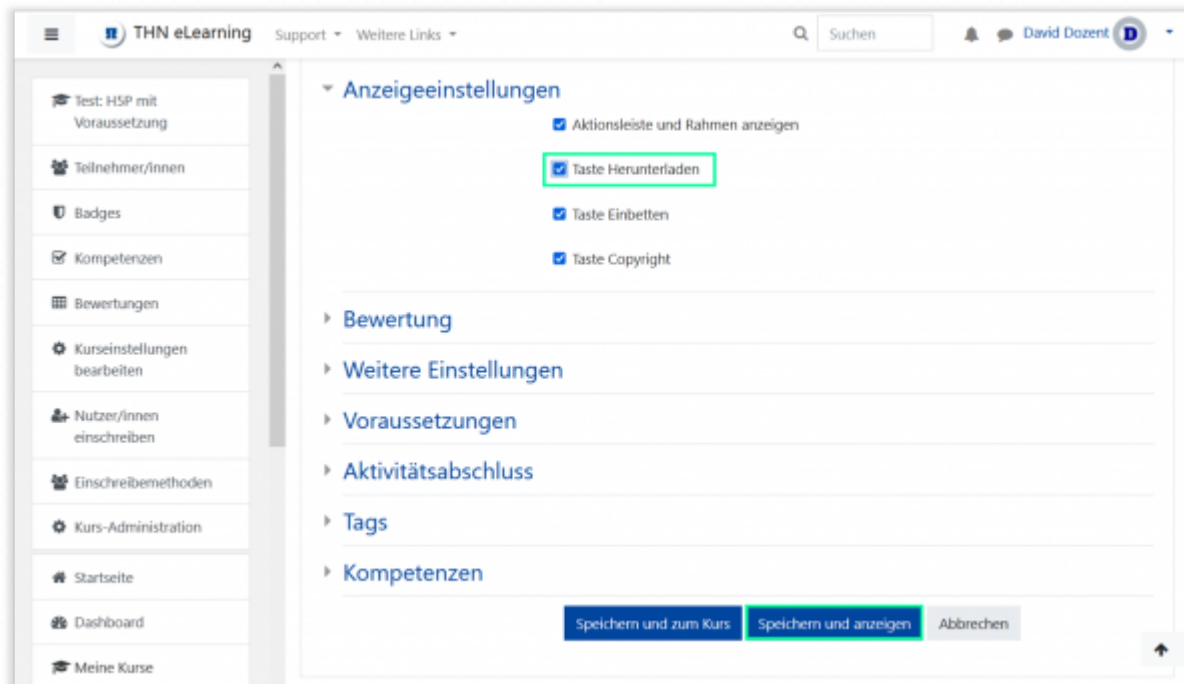 THN eLearning Support Weitere Links Suchen David Dozent D
Test: H5P mit
Voraussetzung
Teilnehmer/innen
Badges
Kompetenzen
Bewertungen
Kurseinstellungen
bearbeiten
Nutzer/innen
einschreiben
Einschreibemethoden
Kurs-Administration
Startseite
Dashboard
Meine Kurse
Anzeigeeinstellungen
Aktionsleiste und Rahmen anzeigen
Taste Herunterladen
Taste Einbetten
Taste Copyright
Bewertung
Weitere Einstellungen
Voraussetzungen
Aktivitätsabschluss
Tags
Kompetenzen
Speichern und zum Kurs Speichern und anzeigen Abbrechen